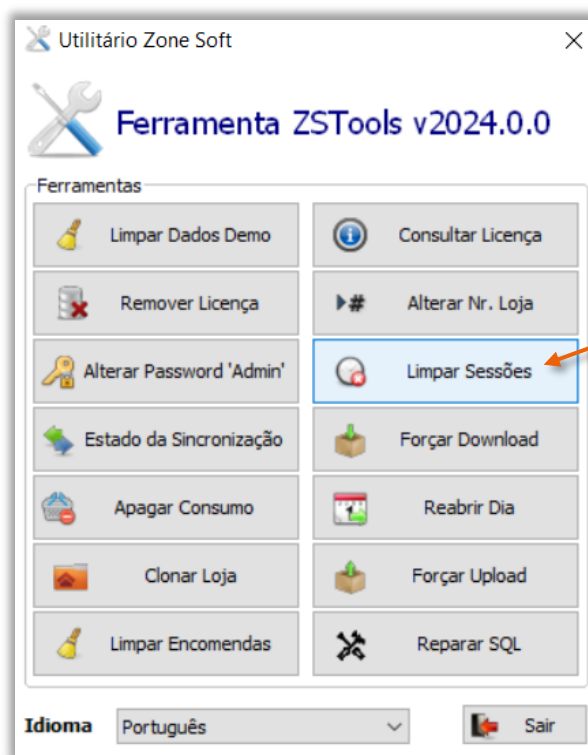 Utilitário Zone Soft
Ferramenta ZSTools v2024.0.0
Ferramentas
Limpar Dados Demo
Consultar Licença
Remover Licença
Alterar Nr. Loja
Alterar Password 'Admin'
Limpar Sessões
Estado da Sincronização
Forçar Download
Apagar Consumo
Reabrir Dia
Clonar Loja
Forçar Upload
Limpar Encomendas
Reparar SQL
Idioma
Português
Sair